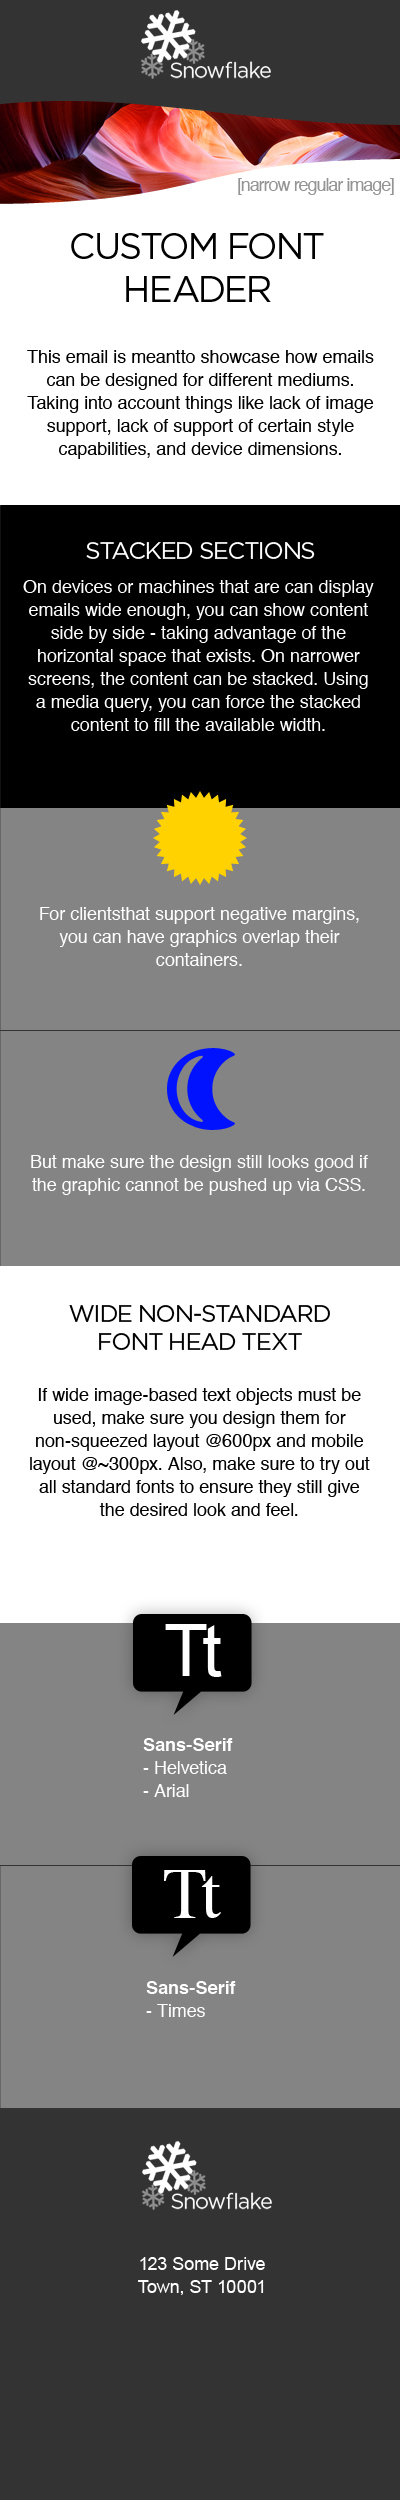 Snowflake
[narrow regular image]
CUSTOM FONT
HEADER
This email is meantto showcase how emails
can be designed for different mediums.
Taking into account things like lack of image
support, lack of support of certain style
capabilities, and device dimensions.
STACKED SECTIONS
On devices or machines that are can display
emails wide enough, you can show content
side by side - taking advantage of the
horizontal space that exists. On narrower
screens, the content can be stacked. Using
a media query, you can force the stacked
content to fill the available width.
For clientsthat support negative margins,
you can have graphics overlap their
containers.
But make sure the design still looks good if
the graphic cannot be pushed up via CSS.
WIDE NON-STANDARD
FONT HEAD TEXT
If wide image-based text objects must be
used, make sure you design them for
non-squeezed layout @600px and mobile
layout @~300px. Also, make sure to try out
all standard fonts to ensure they still give
the desired look and feel.
Tt
Sans-Serif
- Helvetica
- Arial
Tt
Sans-Serif
- Times
Snowflake
123 Some Drive
Town, ST 10001